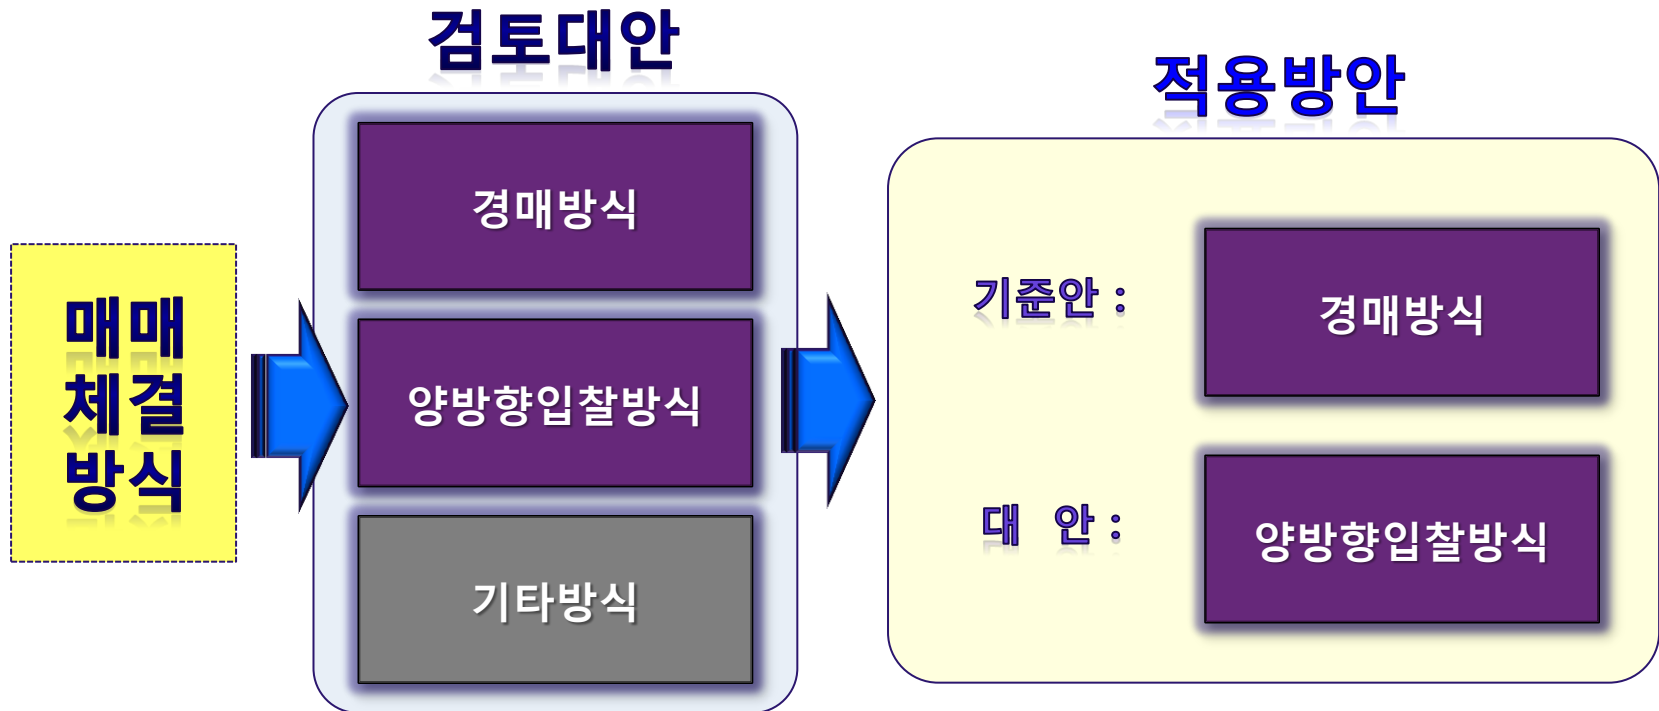 검토대안
적용방안
매매
체결
방식
경매방식
양방향입찰방식
기타방식
기준안 :
경매방식
대 안 :
양방향입찰방식